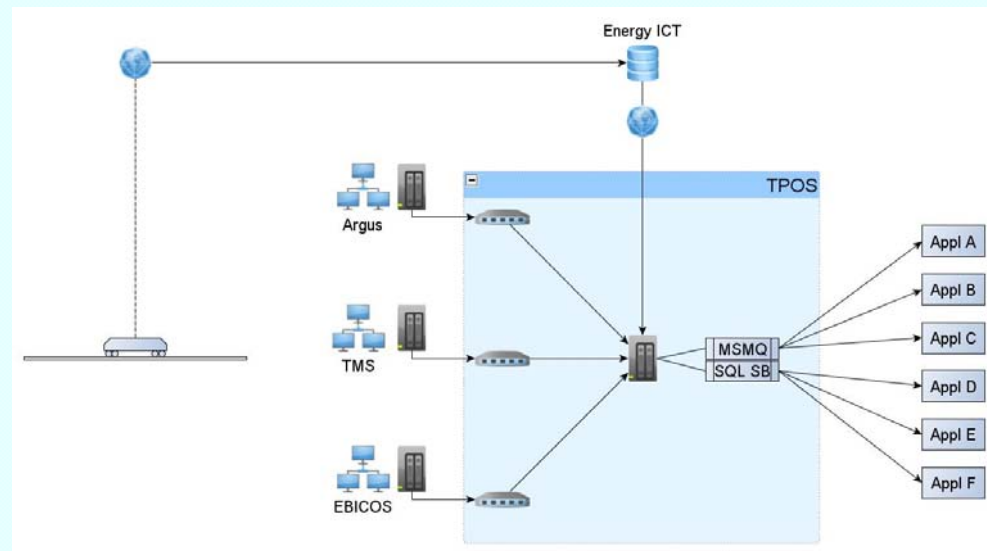 Energy ICT
TPOS
Argus
TMS
EBICOS
MSMQ
SQL SB
Appl A
Appl B
Appl C
Appl D
Appl E
Appl F